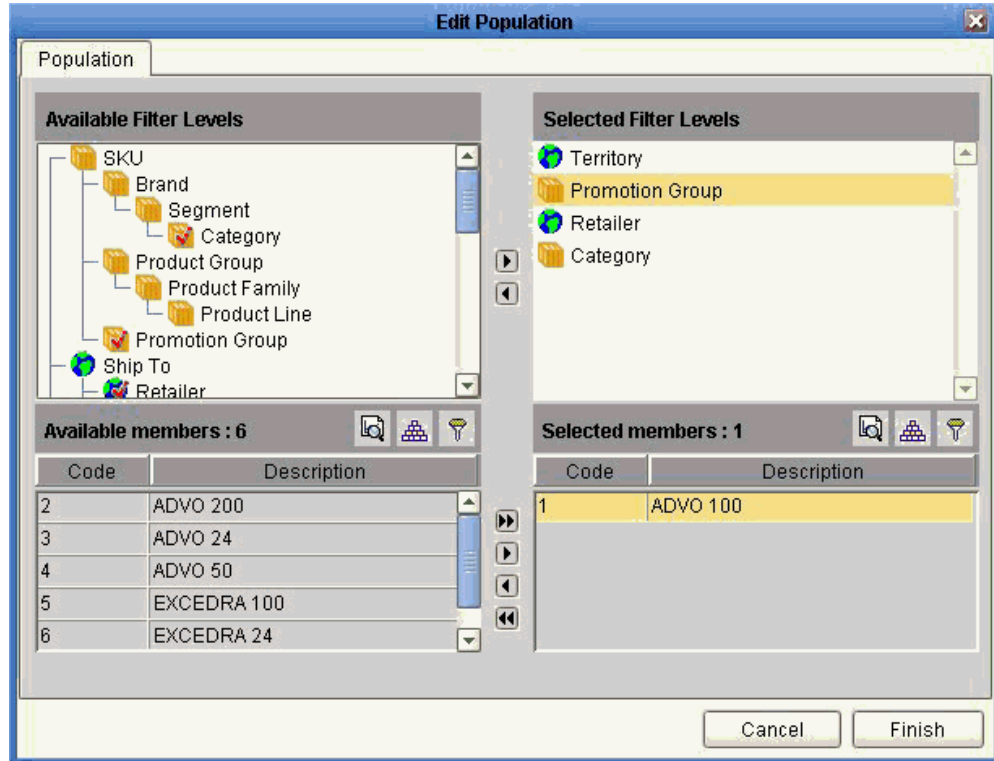 Edit Population
Population
Available Filter Levels
SKU
Brand
Segment
Category
Product Group
Product Family
Product Line
Promotion Group
Ship To
Retailer
Selected Filter Levels
Territory
Promotion Group
Retailer
Category
Available members : 6
Code Description
2 ADVO 200
3 ADVO 24
4 ADVO 50
5 EXCEDRA 100
6 EXCEDRA 24
Selected members : 1
Code Description
1 ADVO 100
Cancel Finish